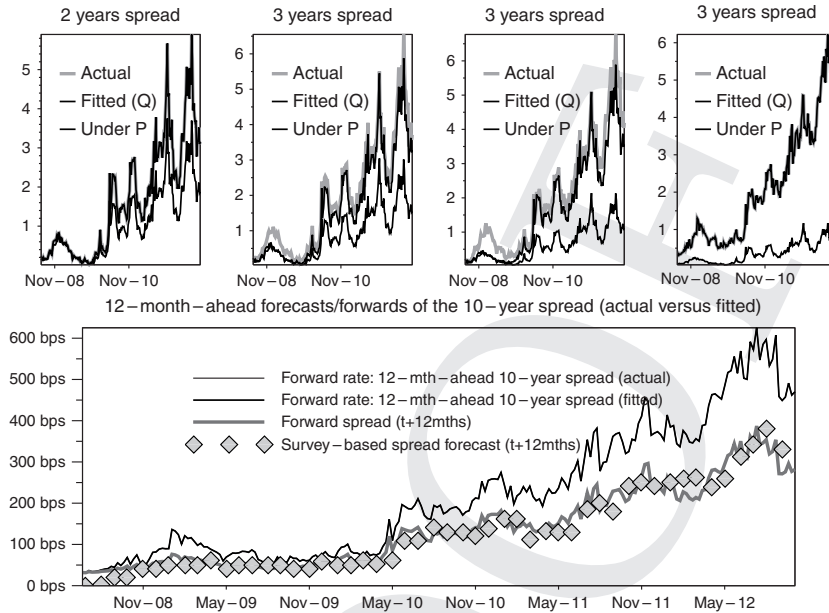 2 years spread
3 years spread
3 years spread
3 years spread
5
4
3
2
1
Actual
Fitted (Q)
Under P
Nov–08
Nov–10
6
5
4
3
2
1
Actual
Fitted (Q)
Under P
Nov–08
Nov–10
6
5
4
3
2
1
Actual
Fitted (Q)
Under P
Nov–08
Nov–10
6
5
4
3
2
1
Actual
Fitted (Q)
Under P
Nov–08
Nov–10
12–month–ahead forecasts/forwards of the 10–year spread (actual versus fitted)
600 bps
500 bps
400 bps
300 bps
200 bps
100 bps
0 bps
Forward rate: 12–mth–ahead 10–year spread (actual)
Forward rate: 12–mth–ahead 10–year spread (fitted)
Forward spread (t+12mths)
Survey–based spread forecast (t+12mths)
Nov–08
May–09
Nov–09
May–10
Nov–10
May–11
Nov–11
May–12